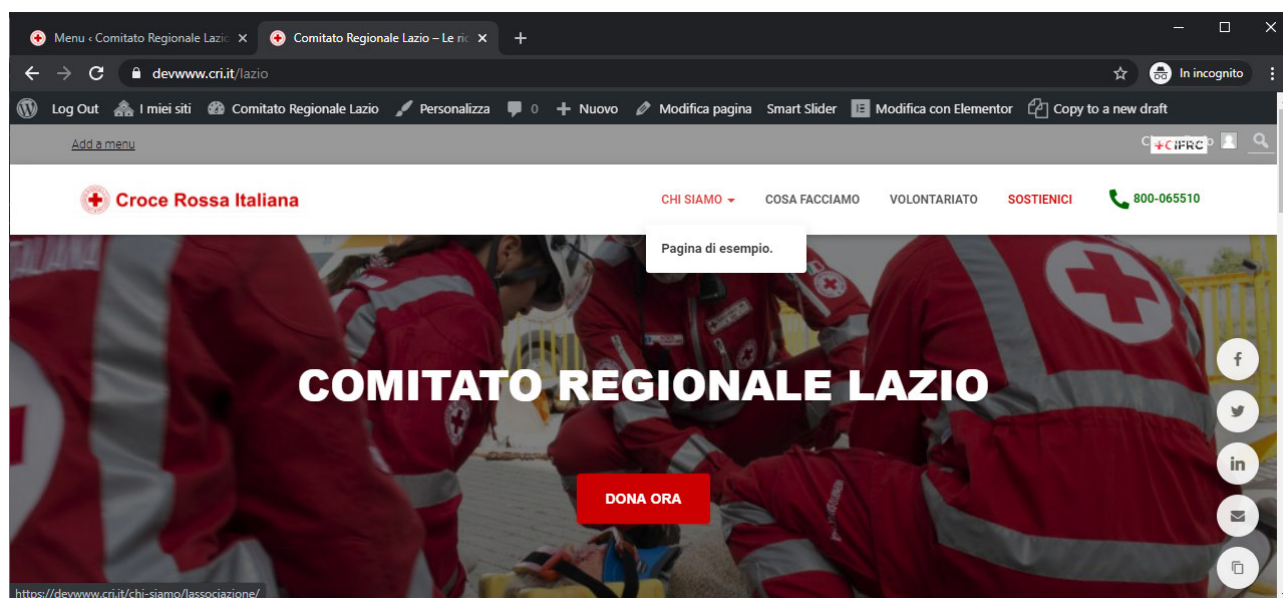 Menu ‹ Comitato Regionale Lazio
Comitato Regionale Lazio – Le ric
devwww.cri.it/lazio
In incognito
Log Out I miei siti Comitato Regionale Lazio Personalizza 0 Nuovo Modifica pagina Smart Slider Modifica con Elementor Copy to a new draft
Add a menu
+CIFRC
Croce Rossa Italiana
CHI SIAMO COSA FACCIAMO VOLONTARIATO SOSTIENICI 800-065510
Pagina di esempio.
COMITATO REGIONALE LAZIO
DONA ORA
https://devwww.cri.it/chi-siamo/lassociazione/